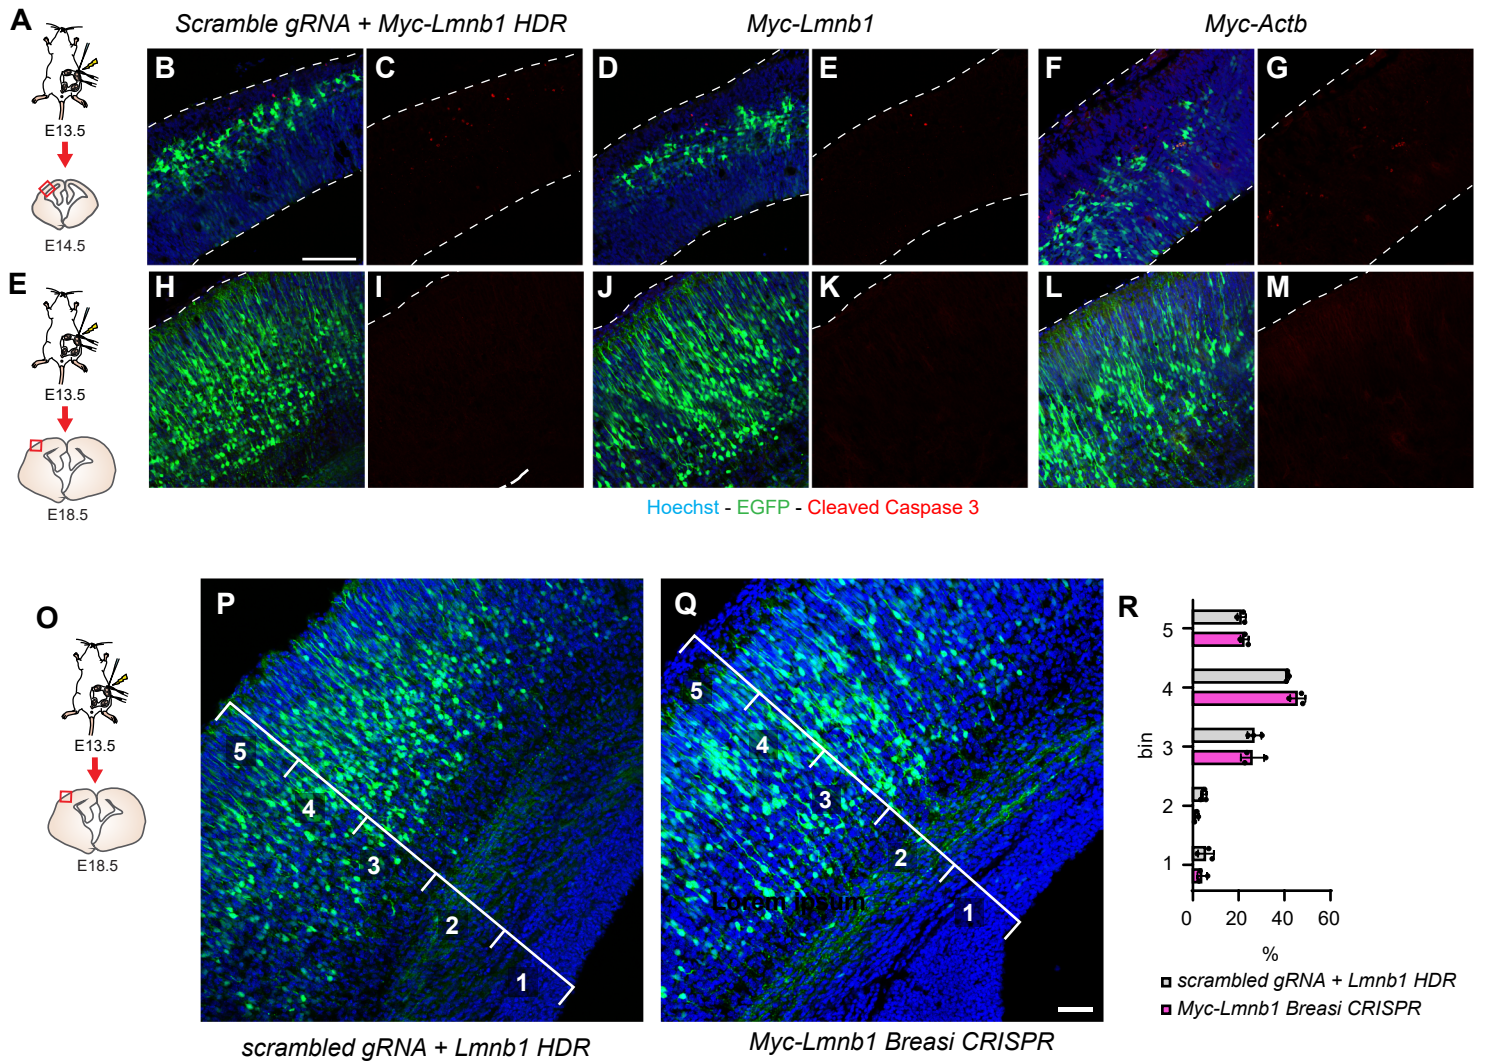 A
Scramble gRNA + Myc-Lmnb1 HDR
Myc-Lmnb1
Myc-Actb
B
C
D
E
F
G
E13.5
E14.5
E
H
I
J
K
L
M
E13.5
E18.5
Hoechst - EGFP - Cleaved Caspase 3
O
P
Q
R
E13.5
E18.5
5
4
3
2
1
5
4
3
2
1
Lorem ipsum
5
4
3
2
1
bin
0 20 40 60
%
scrambled gRNA + Lmnb1 HDR
Myc-Lmnb1 Breasi CRISPR
scrambled gRNA + Lmnb1 HDR
Myc-Lmnb1 Breasi CRISPR